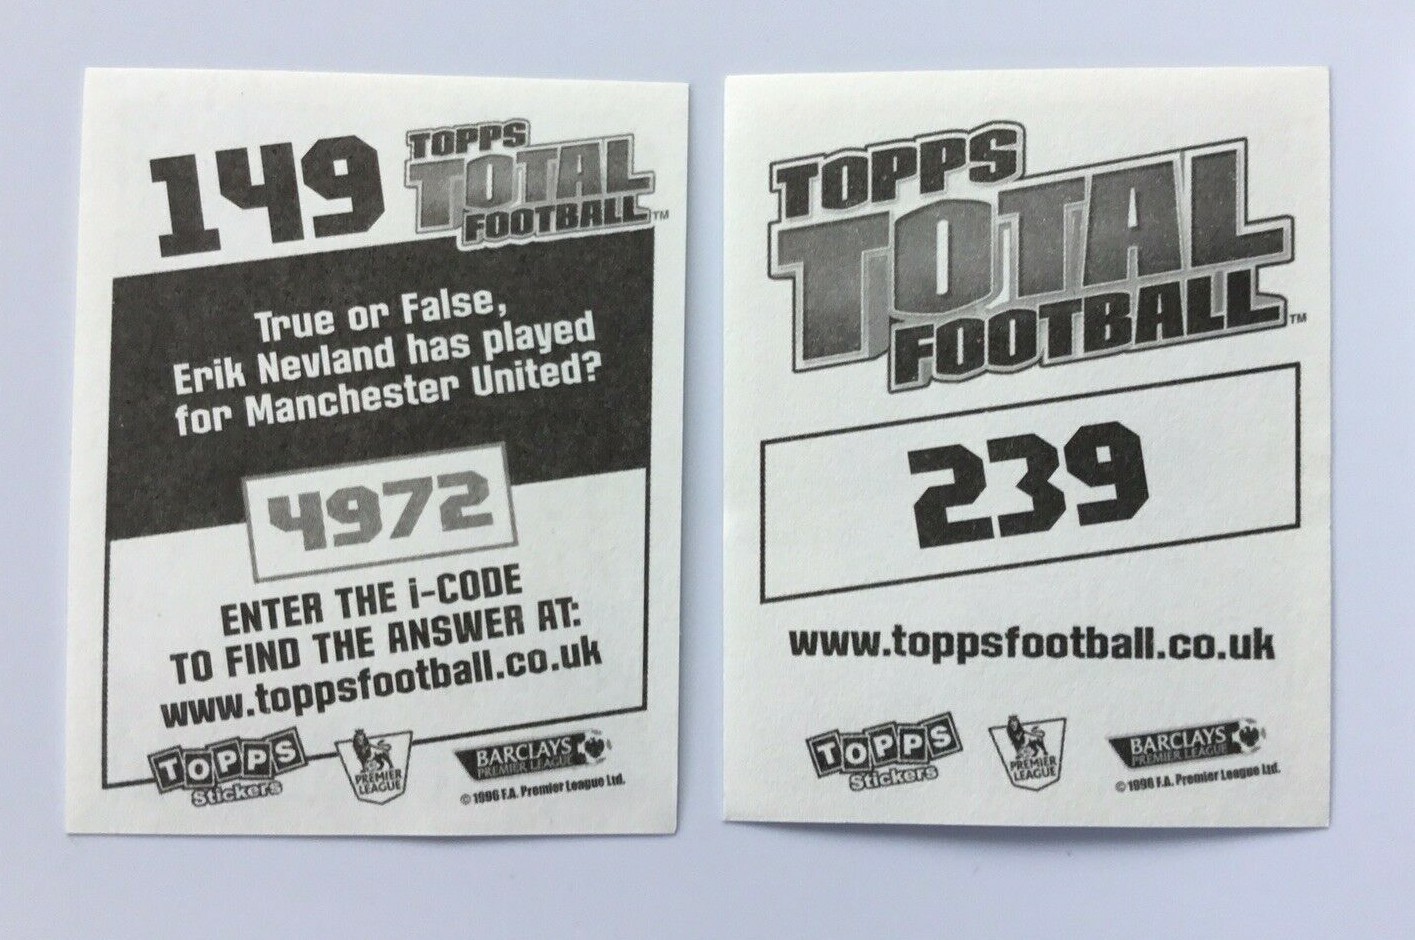 149
TOPPS
TOTAL
FOOTBALL™
True or False,
Erik Nevland has played
for Manchester United?
4972
ENTER THE i-CODE
TO FIND THE ANSWER AT:
www.toppsfootball.co.uk
TOPPS
Stickers
PREMIER
LEAGUE
BARCLAYS
PREMIER LEAGUE
© 1996 F.A. Premier League Ltd.
TOPPS
TOTAL
FOOTBALL™
239
www.toppsfootball.co.uk
TOPPS
Stickers
PREMIER
LEAGUE
BARCLAYS
PREMIER LEAGUE
© 1996 F.A. Premier League Ltd.